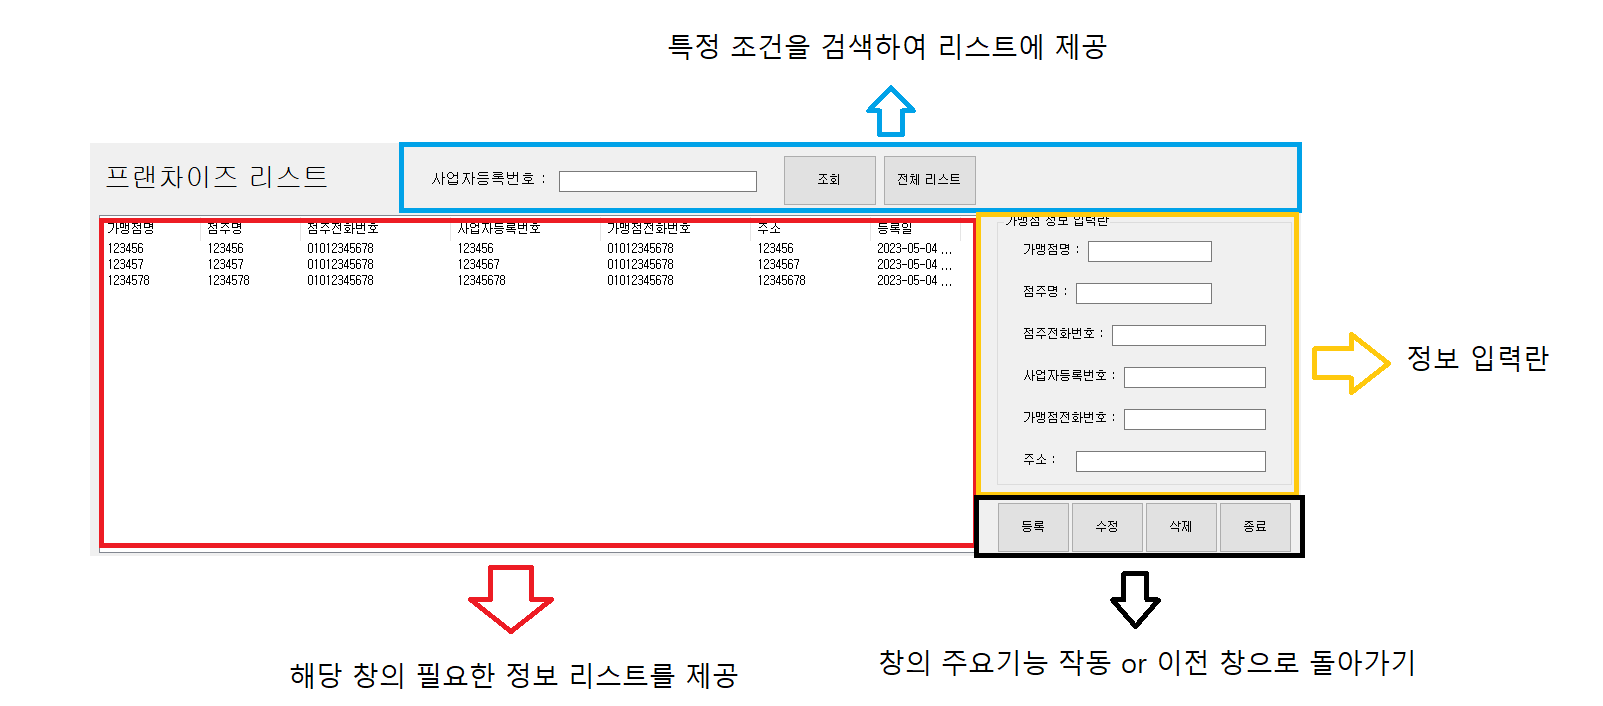 특정 조건을 검색하여 리스트에 제공
프랜차이즈 리스트
사업자등록번호 :
조회
전체 리스트
가맹점명 점주명 점주전화번호 사업자등록번호 가맹점전화번호 주소 등록일
123456 123456 01012345678 123456 01012345678 123456 2023-05-04 ...
123457 123457 01012345678 1234567 01012345678 1234567 2023-05-04 ...
1234578 1234578 01012345678 12345678 01012345678 12345678 2023-05-04 ...
가맹점 정보 입력란
가맹점명 :
점주명 :
점주전화번호 :
사업자등록번호 :
가맹점전화번호 :
주소 :
정보 입력란
등록 수정 삭제 종료
해당 창의 필요한 정보 리스트를 제공
창의 주요기능 작동 or 이전 창으로 돌아가기